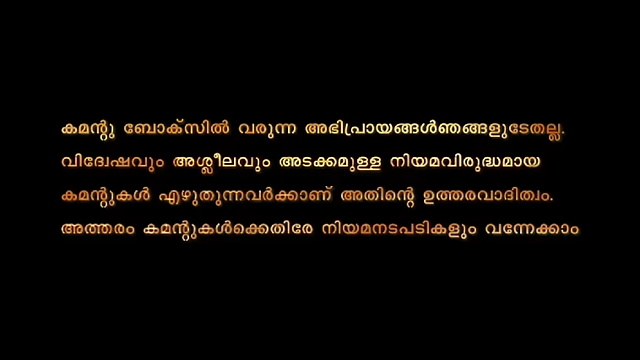 കമന്റു ബോക്സിൽ വരുന്ന അഭിപ്രായങ്ങൾഞങ്ങളുടേതല്ല.
വിദ്വേഷവും അശ്ലീലവും അടക്കമുള്ള നിയമവിരുദ്ധമായ
കമന്റുകൾ എഴുതുന്നവർക്കാണ് അതിന്റെ ഉത്തരവാദിത്വം.
അത്തരം കമന്റുകൾക്കെതിരേ നിയമനടപടികളും വന്നേക്കാം